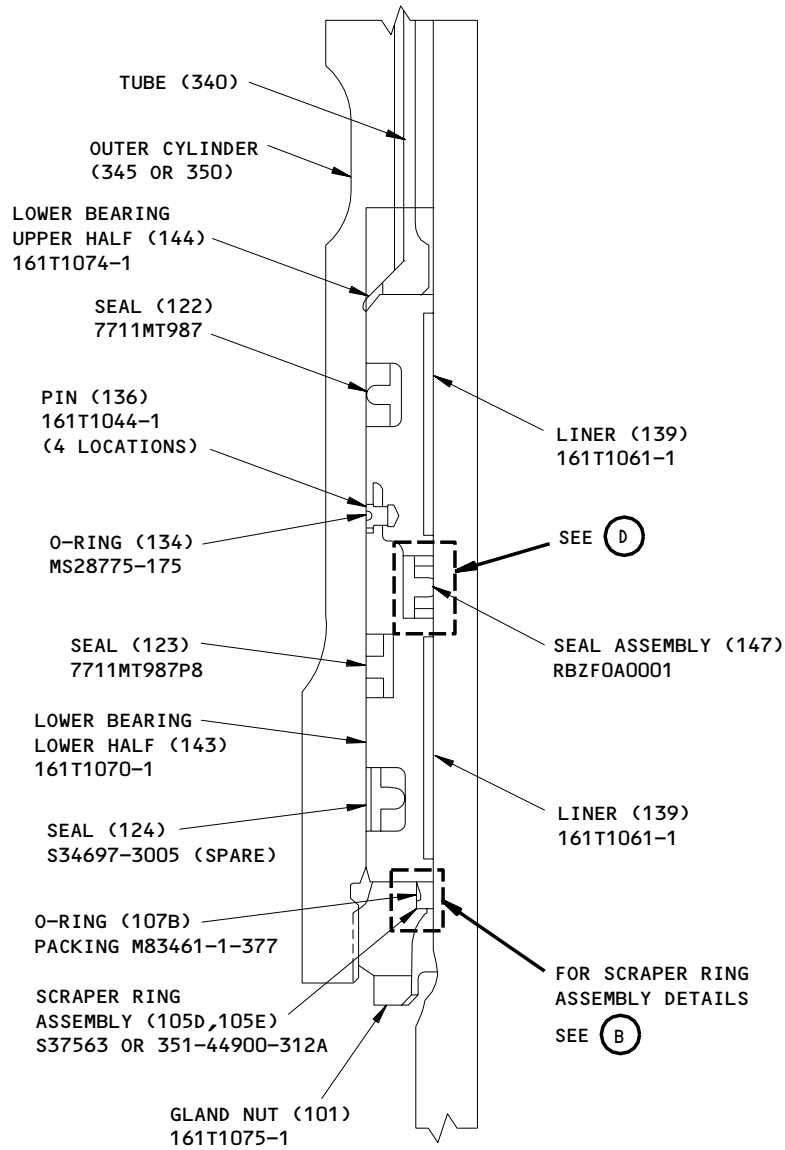 TUBE (340)
OUTER CYLINDER
(345 OR 350)
LOWER BEARING
UPPER HALF (144)
161T1074-1
SEAL (122)
7711MT987
PIN (136)
161T1044-1
(4 LOCATIONS)
LINER (139)
161T1061-1
O-RING (134)
MS28775-175
SEE D
SEAL (123)
7711MT987P8
SEAL ASSEMBLY (147)
RBZF0A0001
LOWER BEARING
LOWER HALF (143)
161T1070-1
LINER (139)
161T1061-1
SEAL (124)
S34697-3005 (SPARE)
O-RING (107B)
PACKING M83461-1-377
SCRAPER RING
ASSEMBLY (105D,105E)
S37563 OR 351-44900-312A
FOR SCRAPER RING
ASSEMBLY DETAILS
SEE B
GLAND NUT (101)
161T1075-1